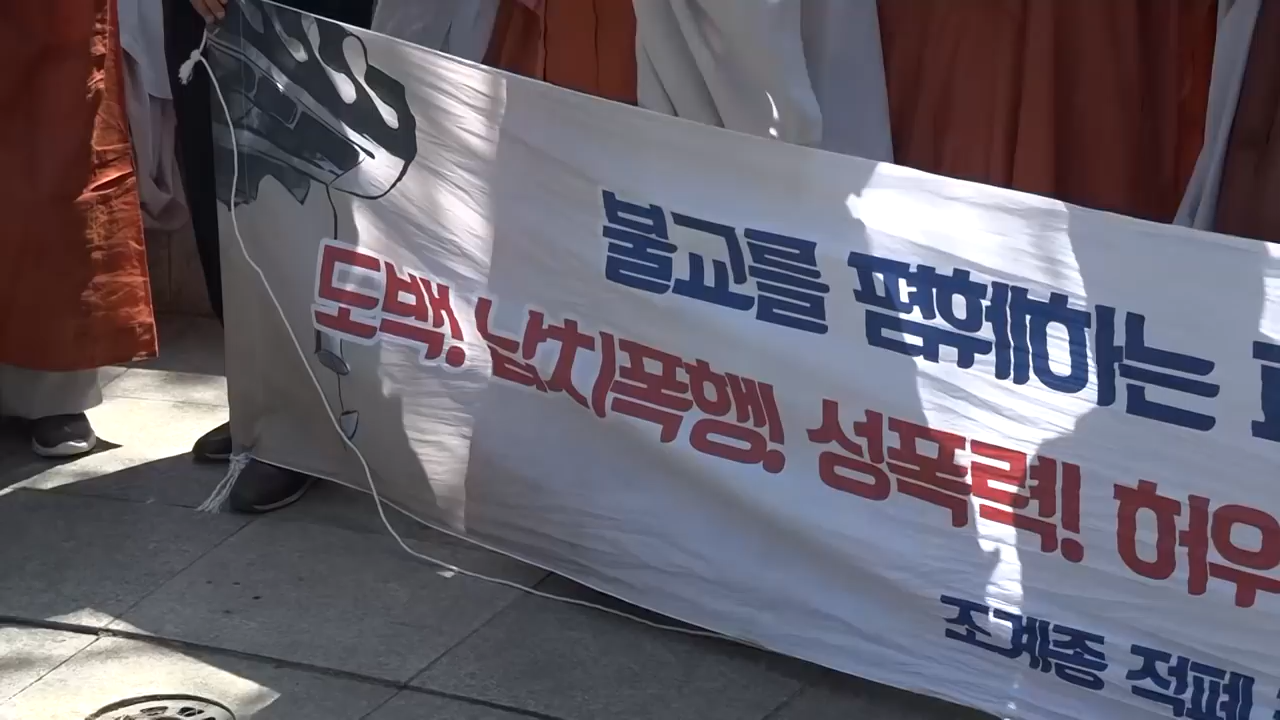 불교를 폄훼하는
도박! 납치폭행! 성폭력! 허우
조계종 적폐